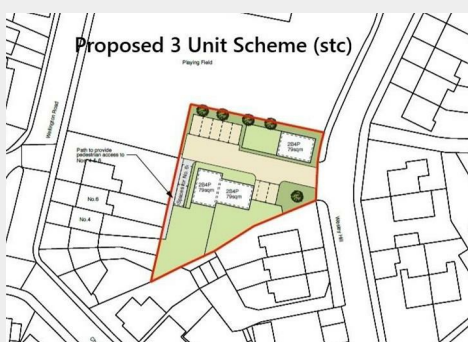 Proposed 3 Unit Scheme (stc)
Playing Field
Wellington Road
Path to provide
pedestrian access to
2B4P
79sqm
2B4P
79sqm
2B4P
79sqm
No.6
No.4